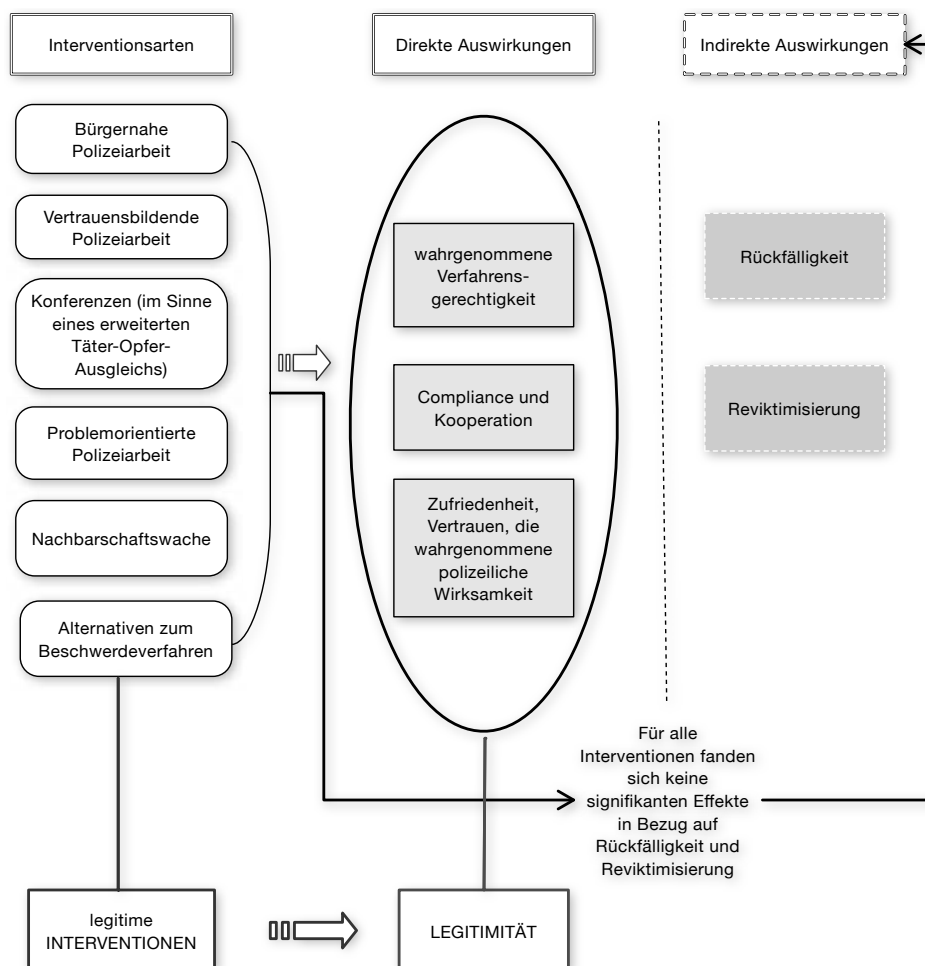 Interventionsarten
Direkte Auswirkungen
Indirekte Auswirkungen
Bürgernahe
Polizeiarbeit
Vertrauensbildende
Polizeiarbeit
Konferenzen (im Sinne
eines erweiterten
Täter-Opfer-
Ausgleichs)
Problemorientierte
Polizeiarbeit
Nachbarschaftswache
Alternativen zum
Beschwerdeverfahren
legitime
INTERVENTIONEN
wahrgenommene
Verfahrens-
gerechtigkeit
Compliance und
Kooperation
Zufriedenheit,
Vertrauen, die
wahrgenommene
polizeiliche
Wirksamkeit
LEGITIMITÄT
Rückfälligkeit
Reviktimisierung
Für alle
Interventionen fanden
sich keine
signifikanten Effekte
in Bezug auf
Rückfälligkeit und
Reviktimisierung